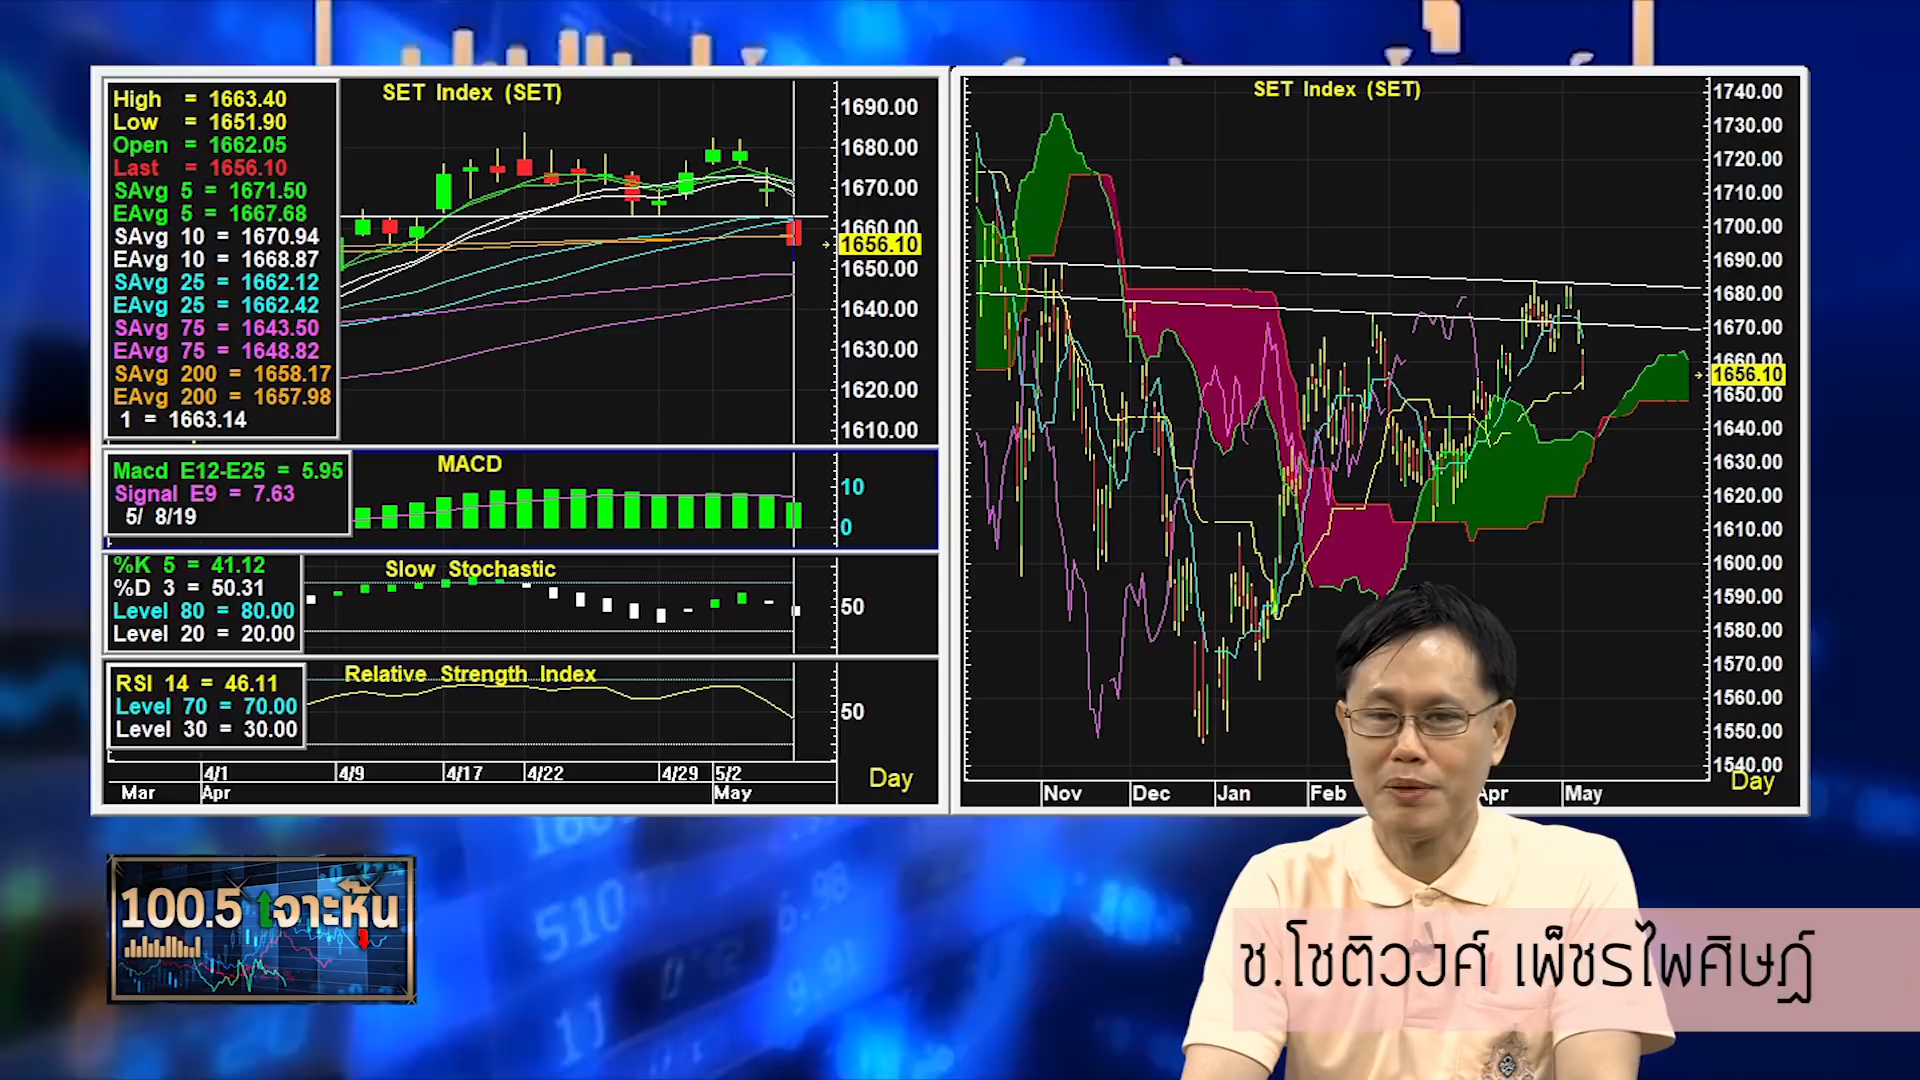 SET Index (SET)
High = 1663.40
Low = 1651.90
Open = 1662.05
Last = 1656.10
SAvg 5 = 1671.50
EAvg 5 = 1667.68
SAvg 10 = 1670.94
EAvg 10 = 1668.87
SAvg 25 = 1662.12
EAvg 25 = 1662.42
SAvg 75 = 1643.50
EAvg 75 = 1648.82
SAvg 200 = 1658.17
EAvg 200 = 1657.98
1 = 1663.14
1690.00
1680.00
1670.00
1660.00
1656.10
1650.00
1640.00
1630.00
1620.00
1610.00
MACD
Macd E12-E25 = 5.95
Signal E9 = 7.63
5/ 8/19
10
0
Slow Stochastic
%K 5 = 41.12
%D 3 = 50.31
Level 80 = 80.00
Level 20 = 20.00
50
Relative Strength Index
RSI 14 = 46.11
Level 70 = 70.00
Level 30 = 30.00
50
4/1 4/9 4/17 4/22 4/29 5/2
Mar Apr May
Day
SET Index (SET)
1740.00
1730.00
1720.00
1710.00
1700.00
1690.00
1680.00
1670.00
1660.00
1656.10
1650.00
1640.00
1630.00
1620.00
1610.00
1600.00
1590.00
1580.00
1570.00
1560.00
1550.00
1540.00
Day
Nov Dec Jan Feb Apr May
100.5 เจาะหุ้น
ช.โชติวงศ์ เพ็ชรไพศิษฎ์